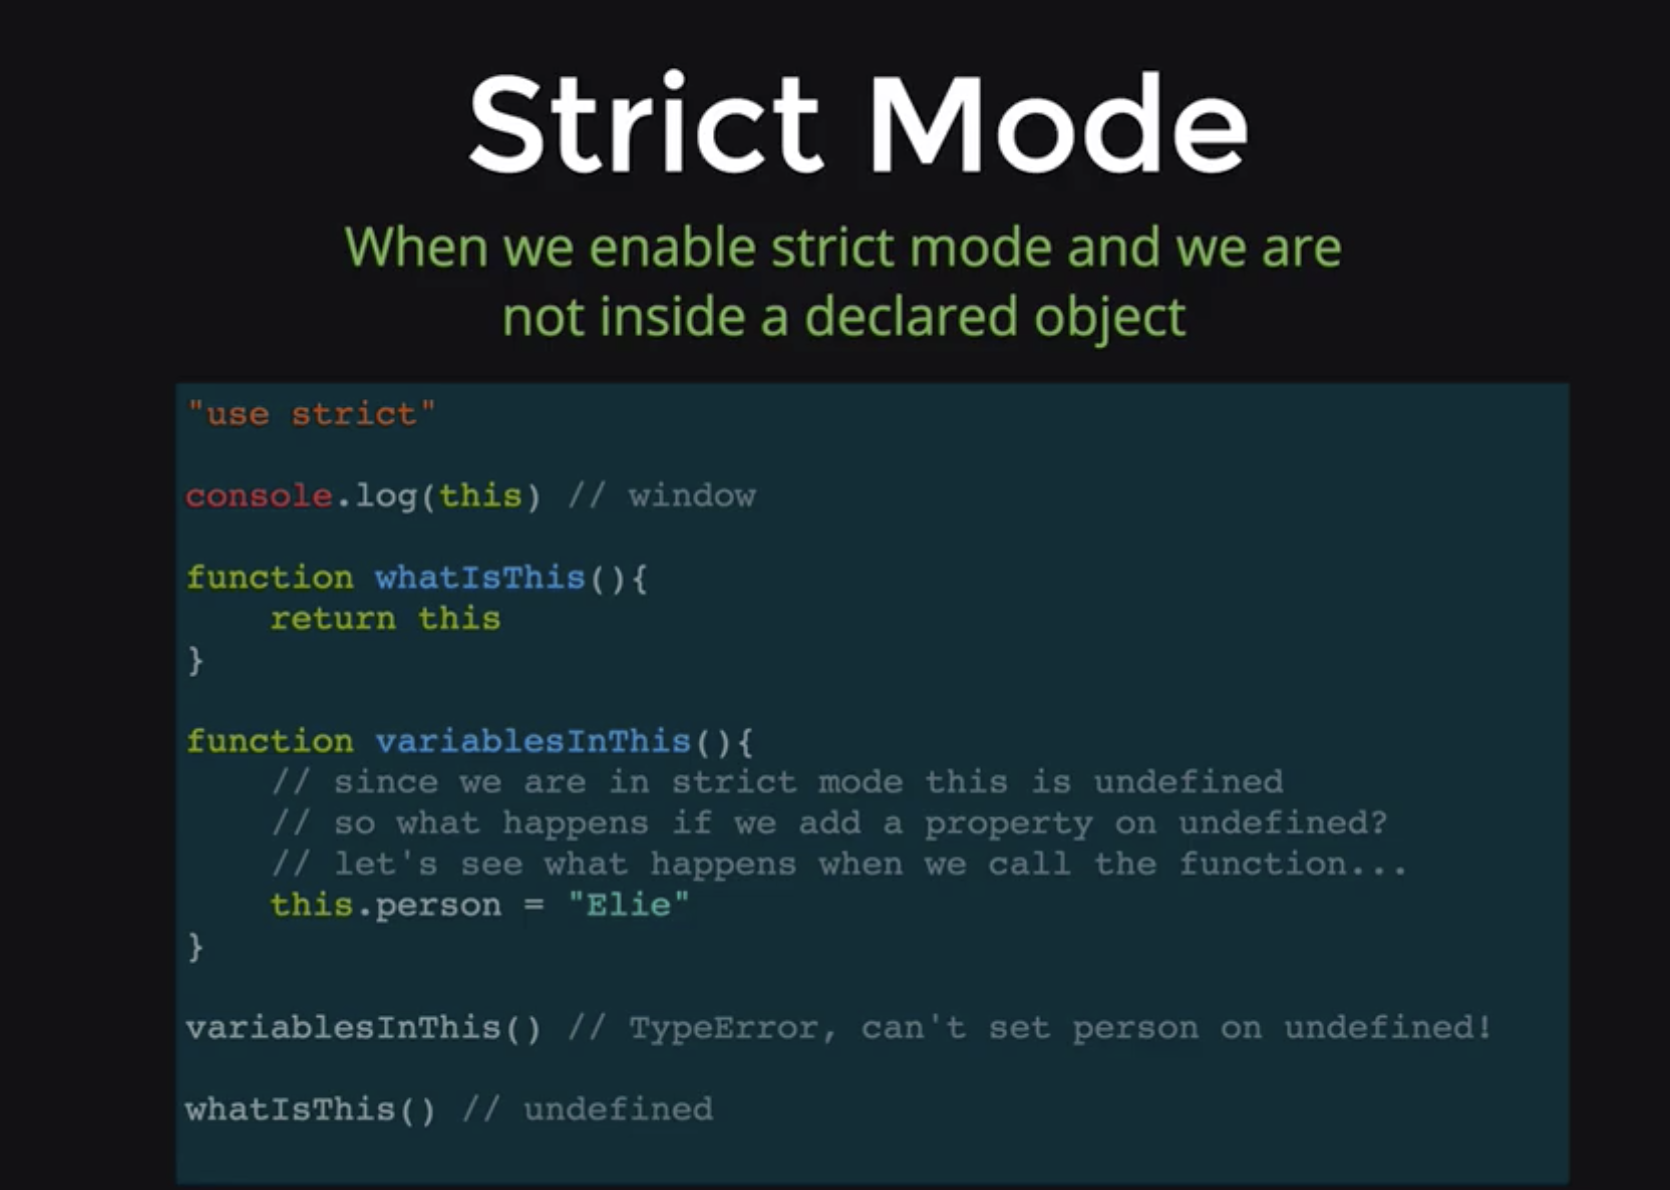 Strict Mode
When we enable strict mode and we are
not inside a declared object
"use strict"
console.log(this) // window
function whatIsThis(){
    return this
}
function variablesInThis(){
    // since we are in strict mode this is undefined
    // so what happens if we add a property on undefined?
    // let's see what happens when we call the function...
    this.person = "Elie"
}
variablesInThis() // TypeError, can't set person on undefined!
whatIsThis() // undefined